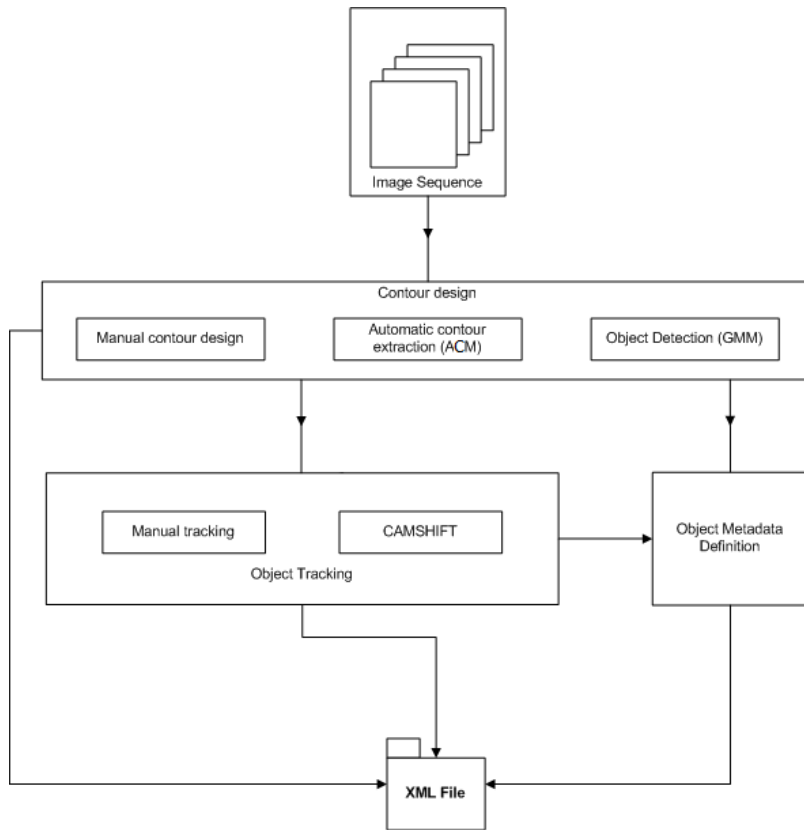 Image Sequence
Contour design
Manual contour design
Automatic contour
extraction (ACM)
Object Detection (GMM)
Manual tracking
CAMSHIFT
Object Tracking
Object Metadata
Definition
XML File